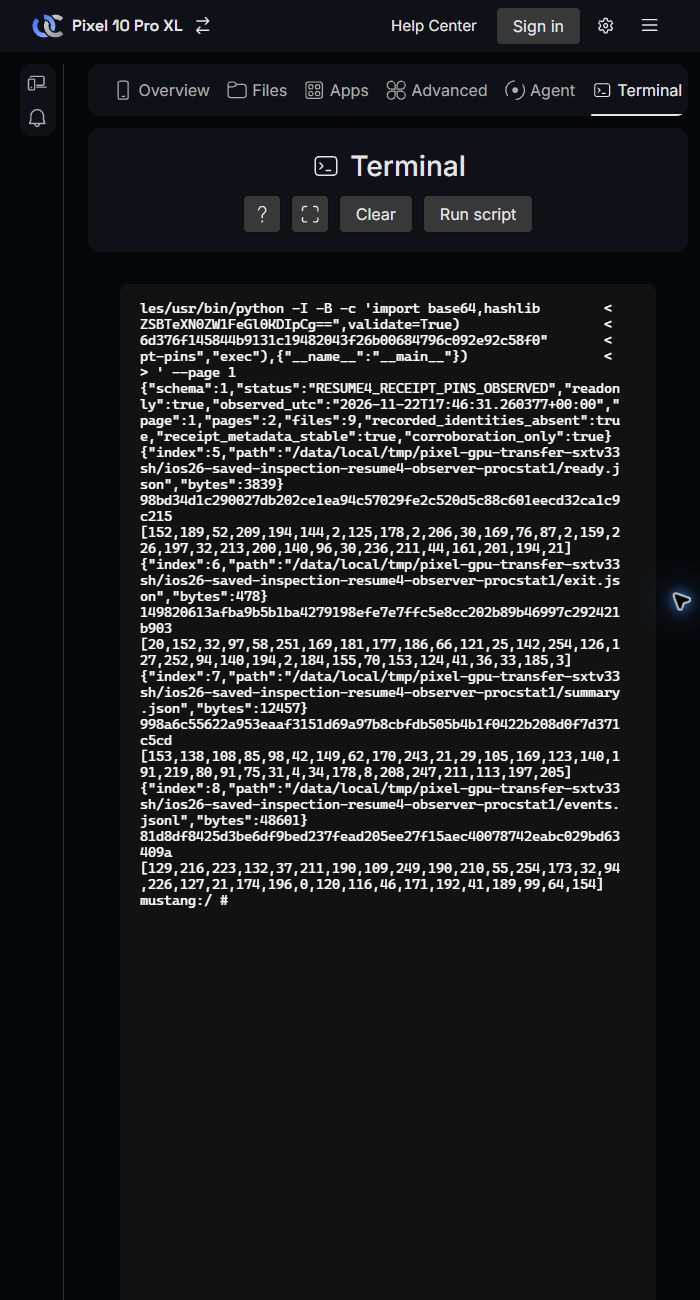 Pixel 10 Pro XL
Help Center
Sign in
Overview
Files
Apps
Advanced
Agent
Terminal
Terminal
?
Clear
Run script
les/usr/bin/python -I -B -c 'import base64,hashlib <
ZSBTeXN0ZW1FeGl0KDIpCg==",validate=True) <
6d376f145844b9131c19482043f26b00684796c092e92c58f0" <
pt-pins","exec"),{"__name__":"__main__"}) <
> ' --page 1
{"schema":1,"status":"RESUME4_RECEIPT_PINS_OBSERVED","readon
ly":true,"observed_utc":"2026-11-22T17:46:31.260377+00:00","
page":1,"pages":2,"files":9,"recorded_identities_absent":tru
e,"receipt_metadata_stable":true,"corroboration_only":true}
{"index":5,"path":"/data/local/tmp/pixel-gpu-transfer-sxtv33
sh/ios26-saved-inspection-resume4-observer-procstat1/ready.j
son","bytes":3839}
98bd34d1c290027db202ce1ea94c57029fe2c520d5c88c601eecd32ca1c9
c215
[152,189,52,209,194,144,2,125,178,2,206,30,169,76,87,2,159,2
26,197,32,213,200,140,96,30,236,211,44,161,201,194,21]
{"index":6,"path":"/data/local/tmp/pixel-gpu-transfer-sxtv33
sh/ios26-saved-inspection-resume4-observer-procstat1/exit.js
on","bytes":478}
149820613afba9b5b1ba4279198efe7e7ffc5e8cc202b89b46997c292421
b903
[20,152,32,97,58,251,169,181,177,186,66,121,25,142,254,126,1
27,252,94,140,194,2,184,155,70,153,124,41,36,33,185,3]
{"index":7,"path":"/data/local/tmp/pixel-gpu-transfer-sxtv33
sh/ios26-saved-inspection-resume4-observer-procstat1/summary
.json","bytes":12457}
998a6c55622a953eaaf3151d69a97b8cbfdb505b4b1f0422b208d0f7d371
c5cd
[153,138,108,85,98,42,149,62,170,243,21,29,105,169,123,140,1
91,219,80,91,75,31,4,34,178,8,208,247,211,113,197,205]
{"index":8,"path":"/data/local/tmp/pixel-gpu-transfer-sxtv33
sh/ios26-saved-inspection-resume4-observer-procstat1/events.
jsonl","bytes":48601}
81d8df8425d3be6df9bed237fead205ee27f15aec40078742eabc029bd63
409a
[129,216,223,132,37,211,190,109,249,190,210,55,254,173,32,94
,226,127,21,174,196,0,120,116,46,171,192,41,189,99,64,154]
mustang:/ #